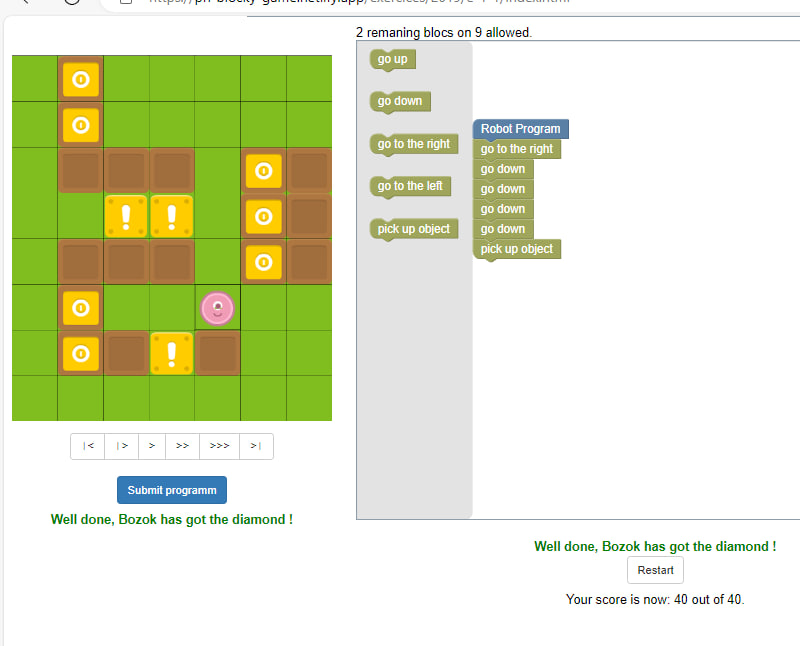 2 remaning blocs on 9 allowed.
go up
go down
go to the right
go to the left
pick up object
Robot Program
go to the right
go down
go down
go down
go down
pick up object
! !
!
|< |> > >> >>> >|
Submit programm
Well done, Bozok has got the diamond !
Well done, Bozok has got the diamond !
Restart
Your score is now: 40 out of 40.